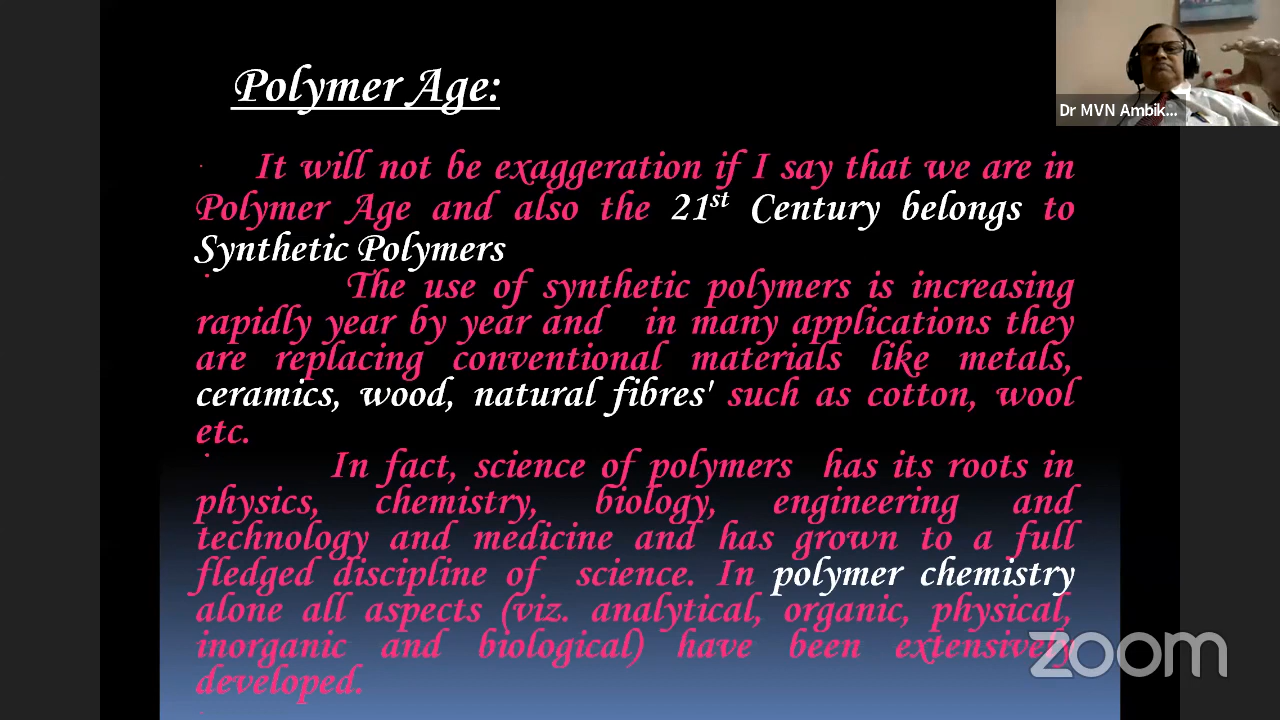 Polymer Age:
Dr MVN Ambik...
It will not be exaggeration if I say that we are in
Polymer Age and also the 21st Century belongs to
Synthetic Polymers
The use of synthetic polymers is increasing
rapidly year by year and in many applications they
are replacing conventional materials like metals,
ceramics, wood, natural fibres' such as cotton, wool
etc.
In fact, science of polymers has its roots in
physics, chemistry, biology, engineering and
technology and medicine and has grown to a full
fledged discipline of science. In polymer chemistry
alone all aspects (viz. analytical, organic, physical,
inorganic and biological) have been extensively
developed.
zoom